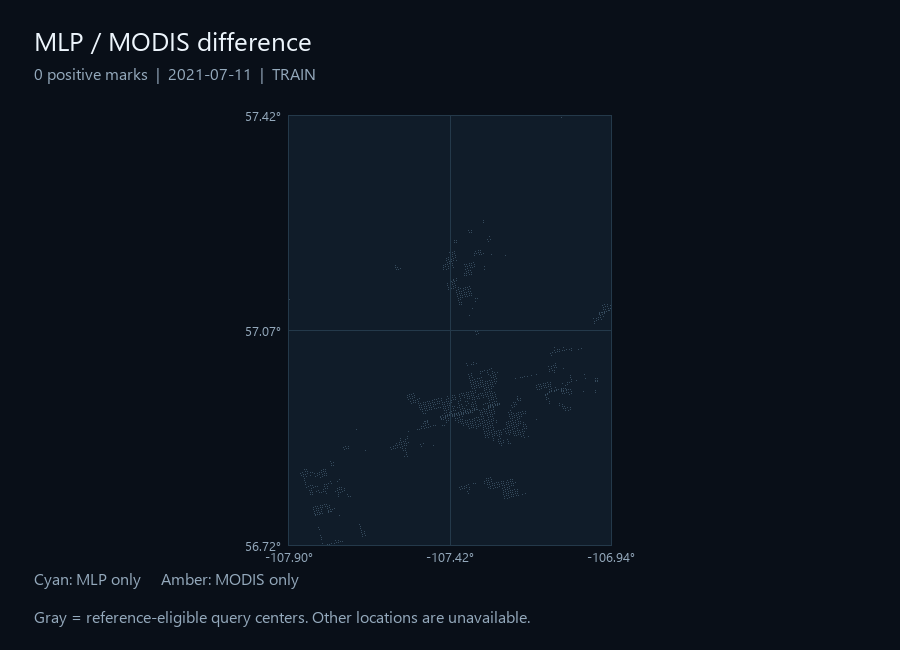 MLP / MODIS difference
0 positive marks | 2021-07-11 | TRAIN
57.42°
57.07°
56.72°
-107.90° -107.42° -106.94°
Cyan: MLP only Amber: MODIS only
Gray = reference-eligible query centers. Other locations are unavailable.